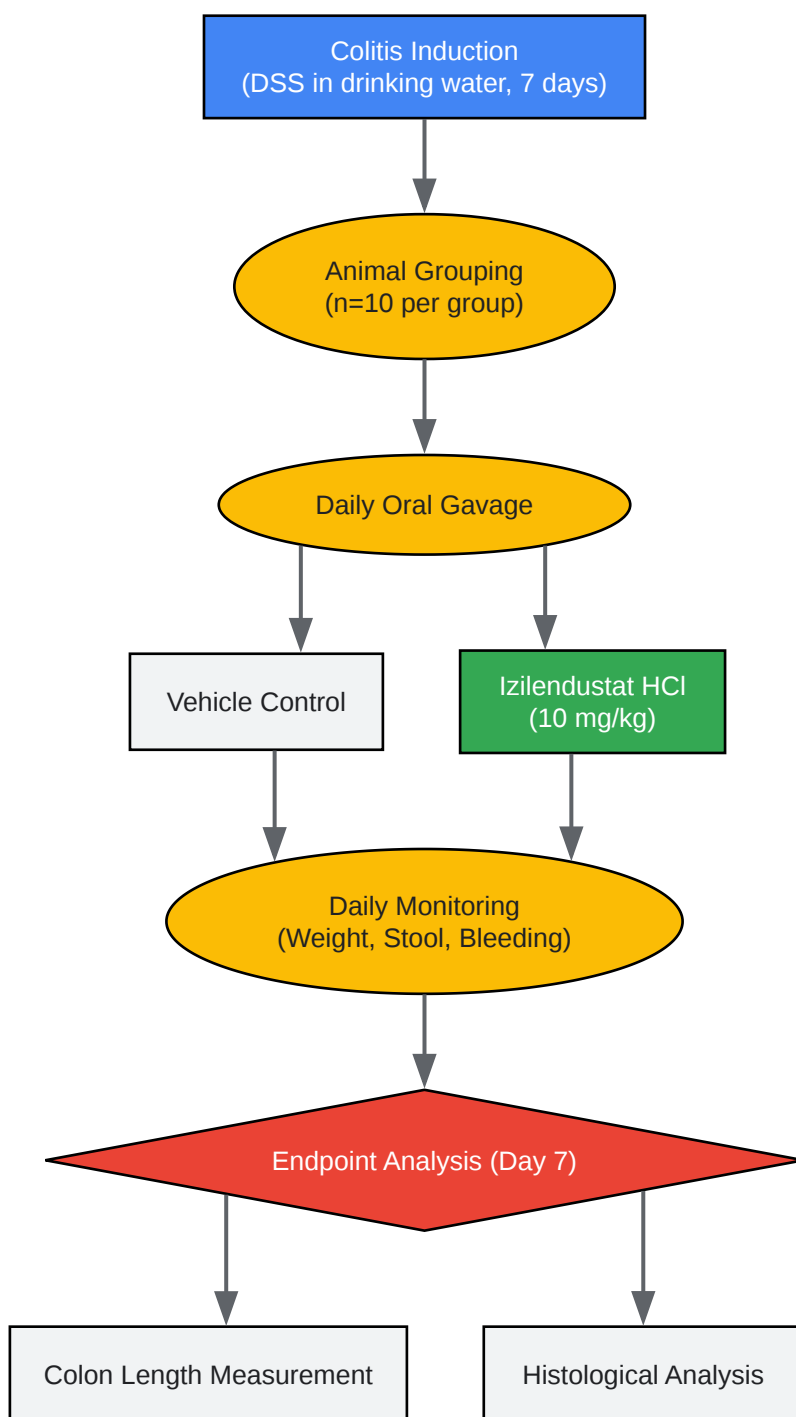 Colitis Induction
(DSS in drinking water, 7 days)
Animal Grouping
(n=10 per group)
Daily Oral Gavage
Vehicle Control
Izilendustat HCl
(10 mg/kg)
Daily Monitoring
(Weight, Stool, Bleeding)
Endpoint Analysis (Day 7)
Colon Length Measurement
Histological Analysis